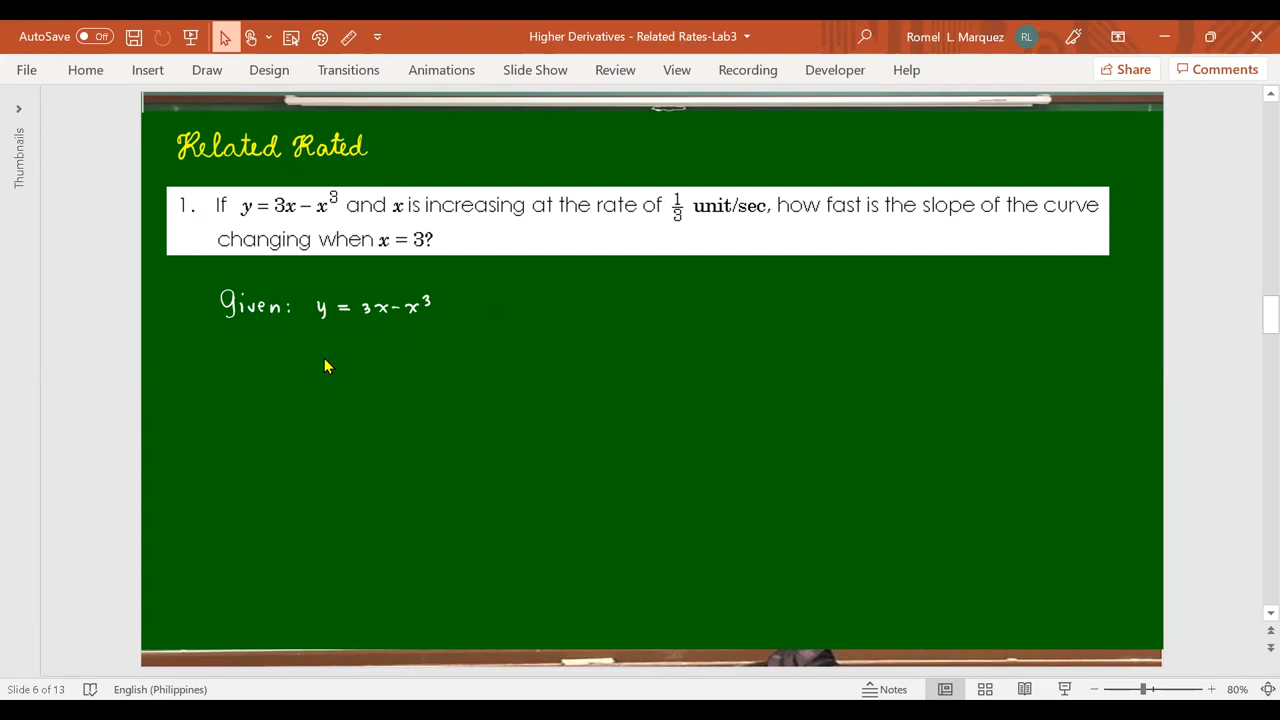 AutoSave Off Higher Derivatives - Related Rates-Lab3 Romel L. Marquez RL
File Home Insert Draw Design Transitions Animations Slide Show Review View Recording Developer Help Share Comments
Thumbnails
Related Rated
1. If y = 3x – x³ and x is increasing at the rate of 1/3 unit/sec, how fast is the slope of the curve
changing when x = 3?
Given: y = 3x – x³
Slide 6 of 13 English (Philippines) Notes 80%